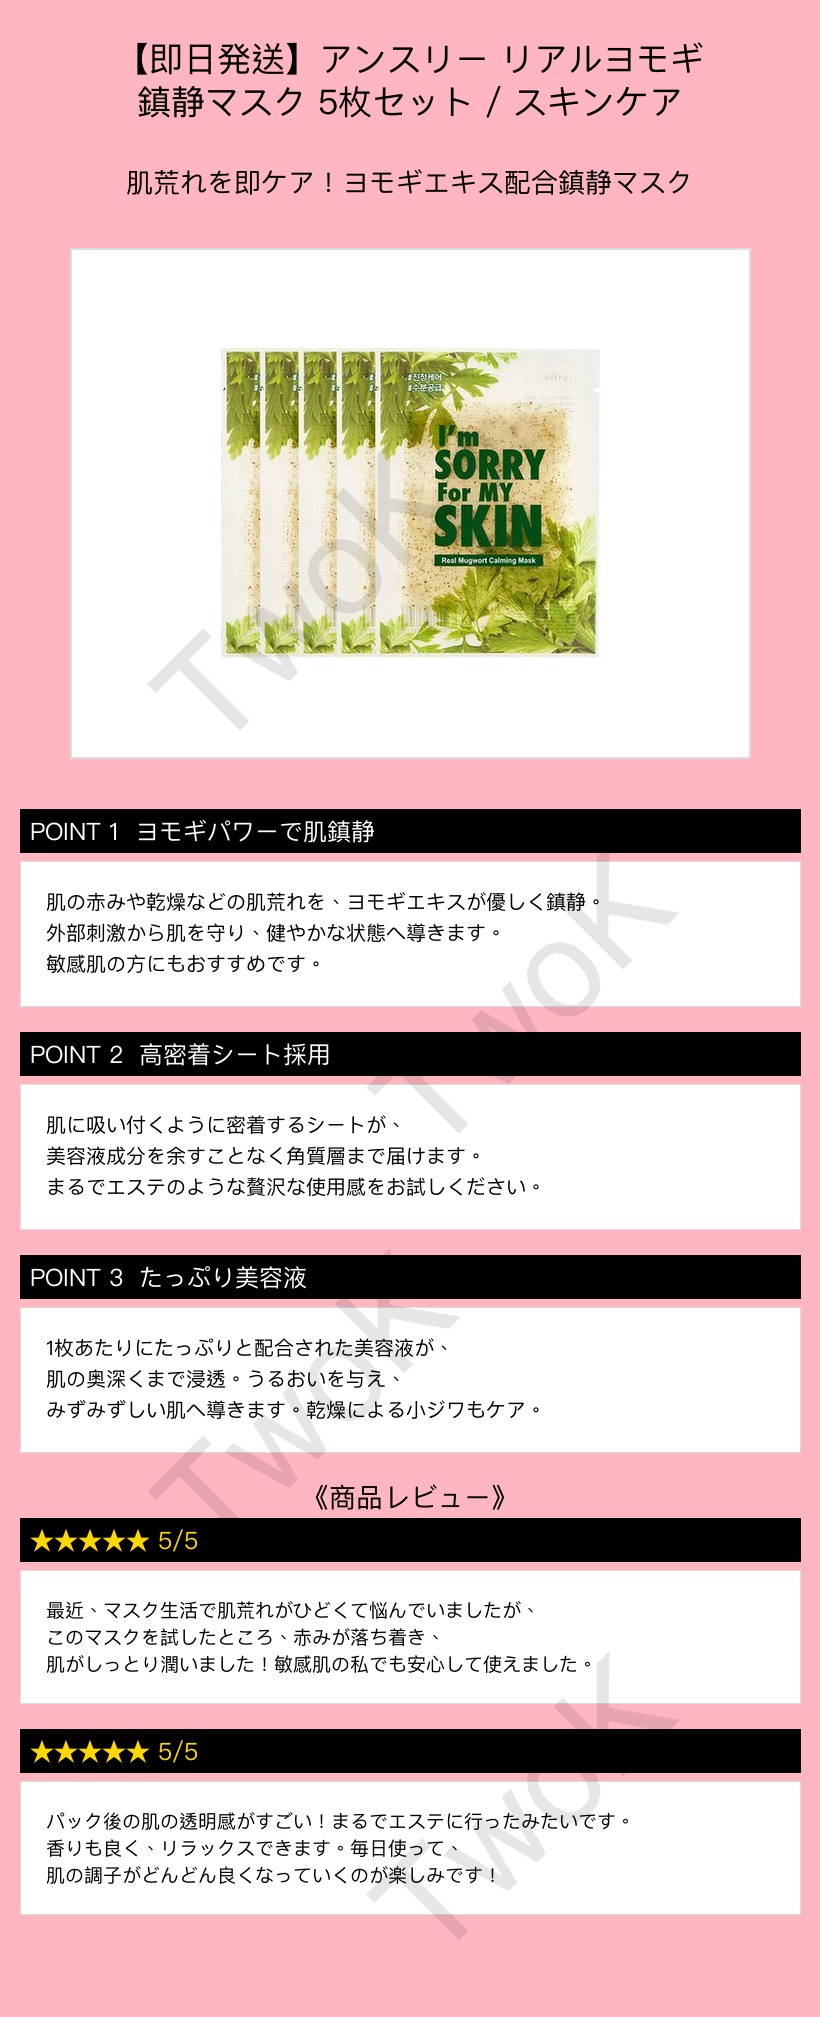 【即日発送】アンスリー リアルヨモギ
鎮静マスク 5枚セット / スキンケア
肌荒れを即ケア！ヨモギエキス配合鎮静マスク
#진정케어
#수분공급
ultru:
I'm
SORRY
For MY
SKIN
Real Mugwort Calming Mask
TwoK
POINT 1 ヨモギパワーで肌鎮静
肌の赤みや乾燥などの肌荒れを、ヨモギエキスが優しく鎮静。
外部刺激から肌を守り、健やかな状態へ導きます。
敏感肌の方にもおすすめです。
TwoK
POINT 2 高密着シート採用
肌に吸い付くように密着するシートが、
美容液成分を余すことなく角質層まで届けます。
まるでエステのような贅沢な使用感をお試しください。
POINT 3 たっぷり美容液
1枚あたりにたっぷりと配合された美容液が、
肌の奥深くまで浸透。うるおいを与え、
みずみずしい肌へ導きます。乾燥による小ジワもケア。
TwoK
《商品レビュー》
★★★★★ 5/5
最近、マスク生活で肌荒れがひどくて悩んでいましたが、
このマスクを試したところ、赤みが落ち着き、
肌がしっとり潤いました！敏感肌の私でも安心して使えました。
★★★★★ 5/5
パック後の肌の透明感がすごい！まるでエステに行ったみたいです。
香りも良く、リラックスできます。毎日使って、
肌の調子がどんどん良くなっていくのが楽しみです！
TwoK